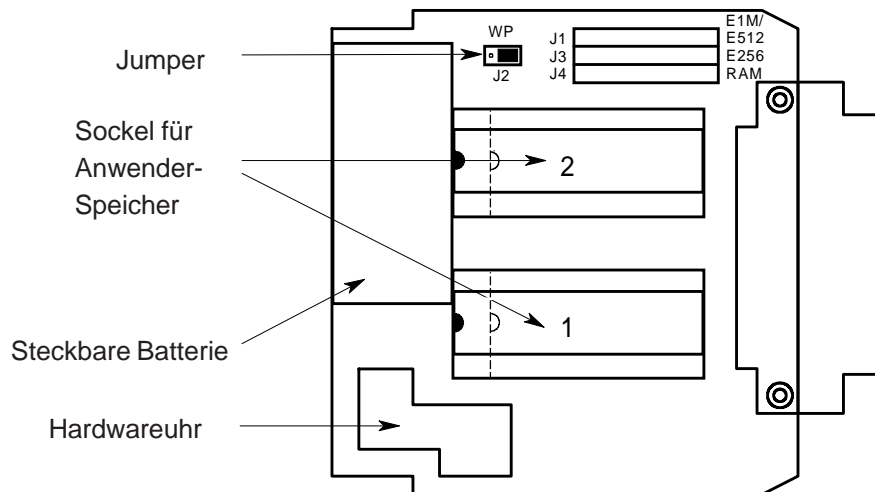 Jumper
Sockel für
Anwender-
Speicher
Steckbare Batterie
Hardwareuhr
WP
J2
J1
J3
J4
E1M/
E512
E256
RAM
2
1